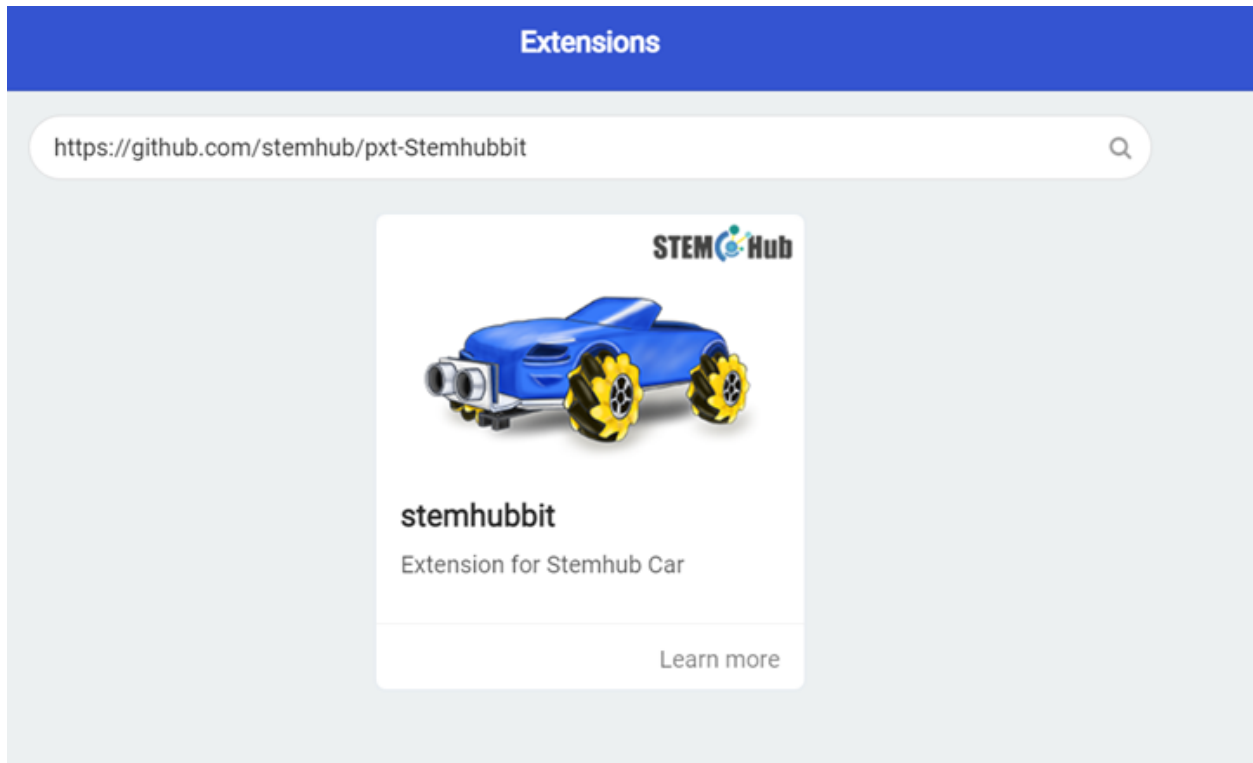 Extensions
https://github.com/stemhub/pxt-Stemhubbit
STEM Hub
stemhubbit
Extension for Stemhub Car
Learn more